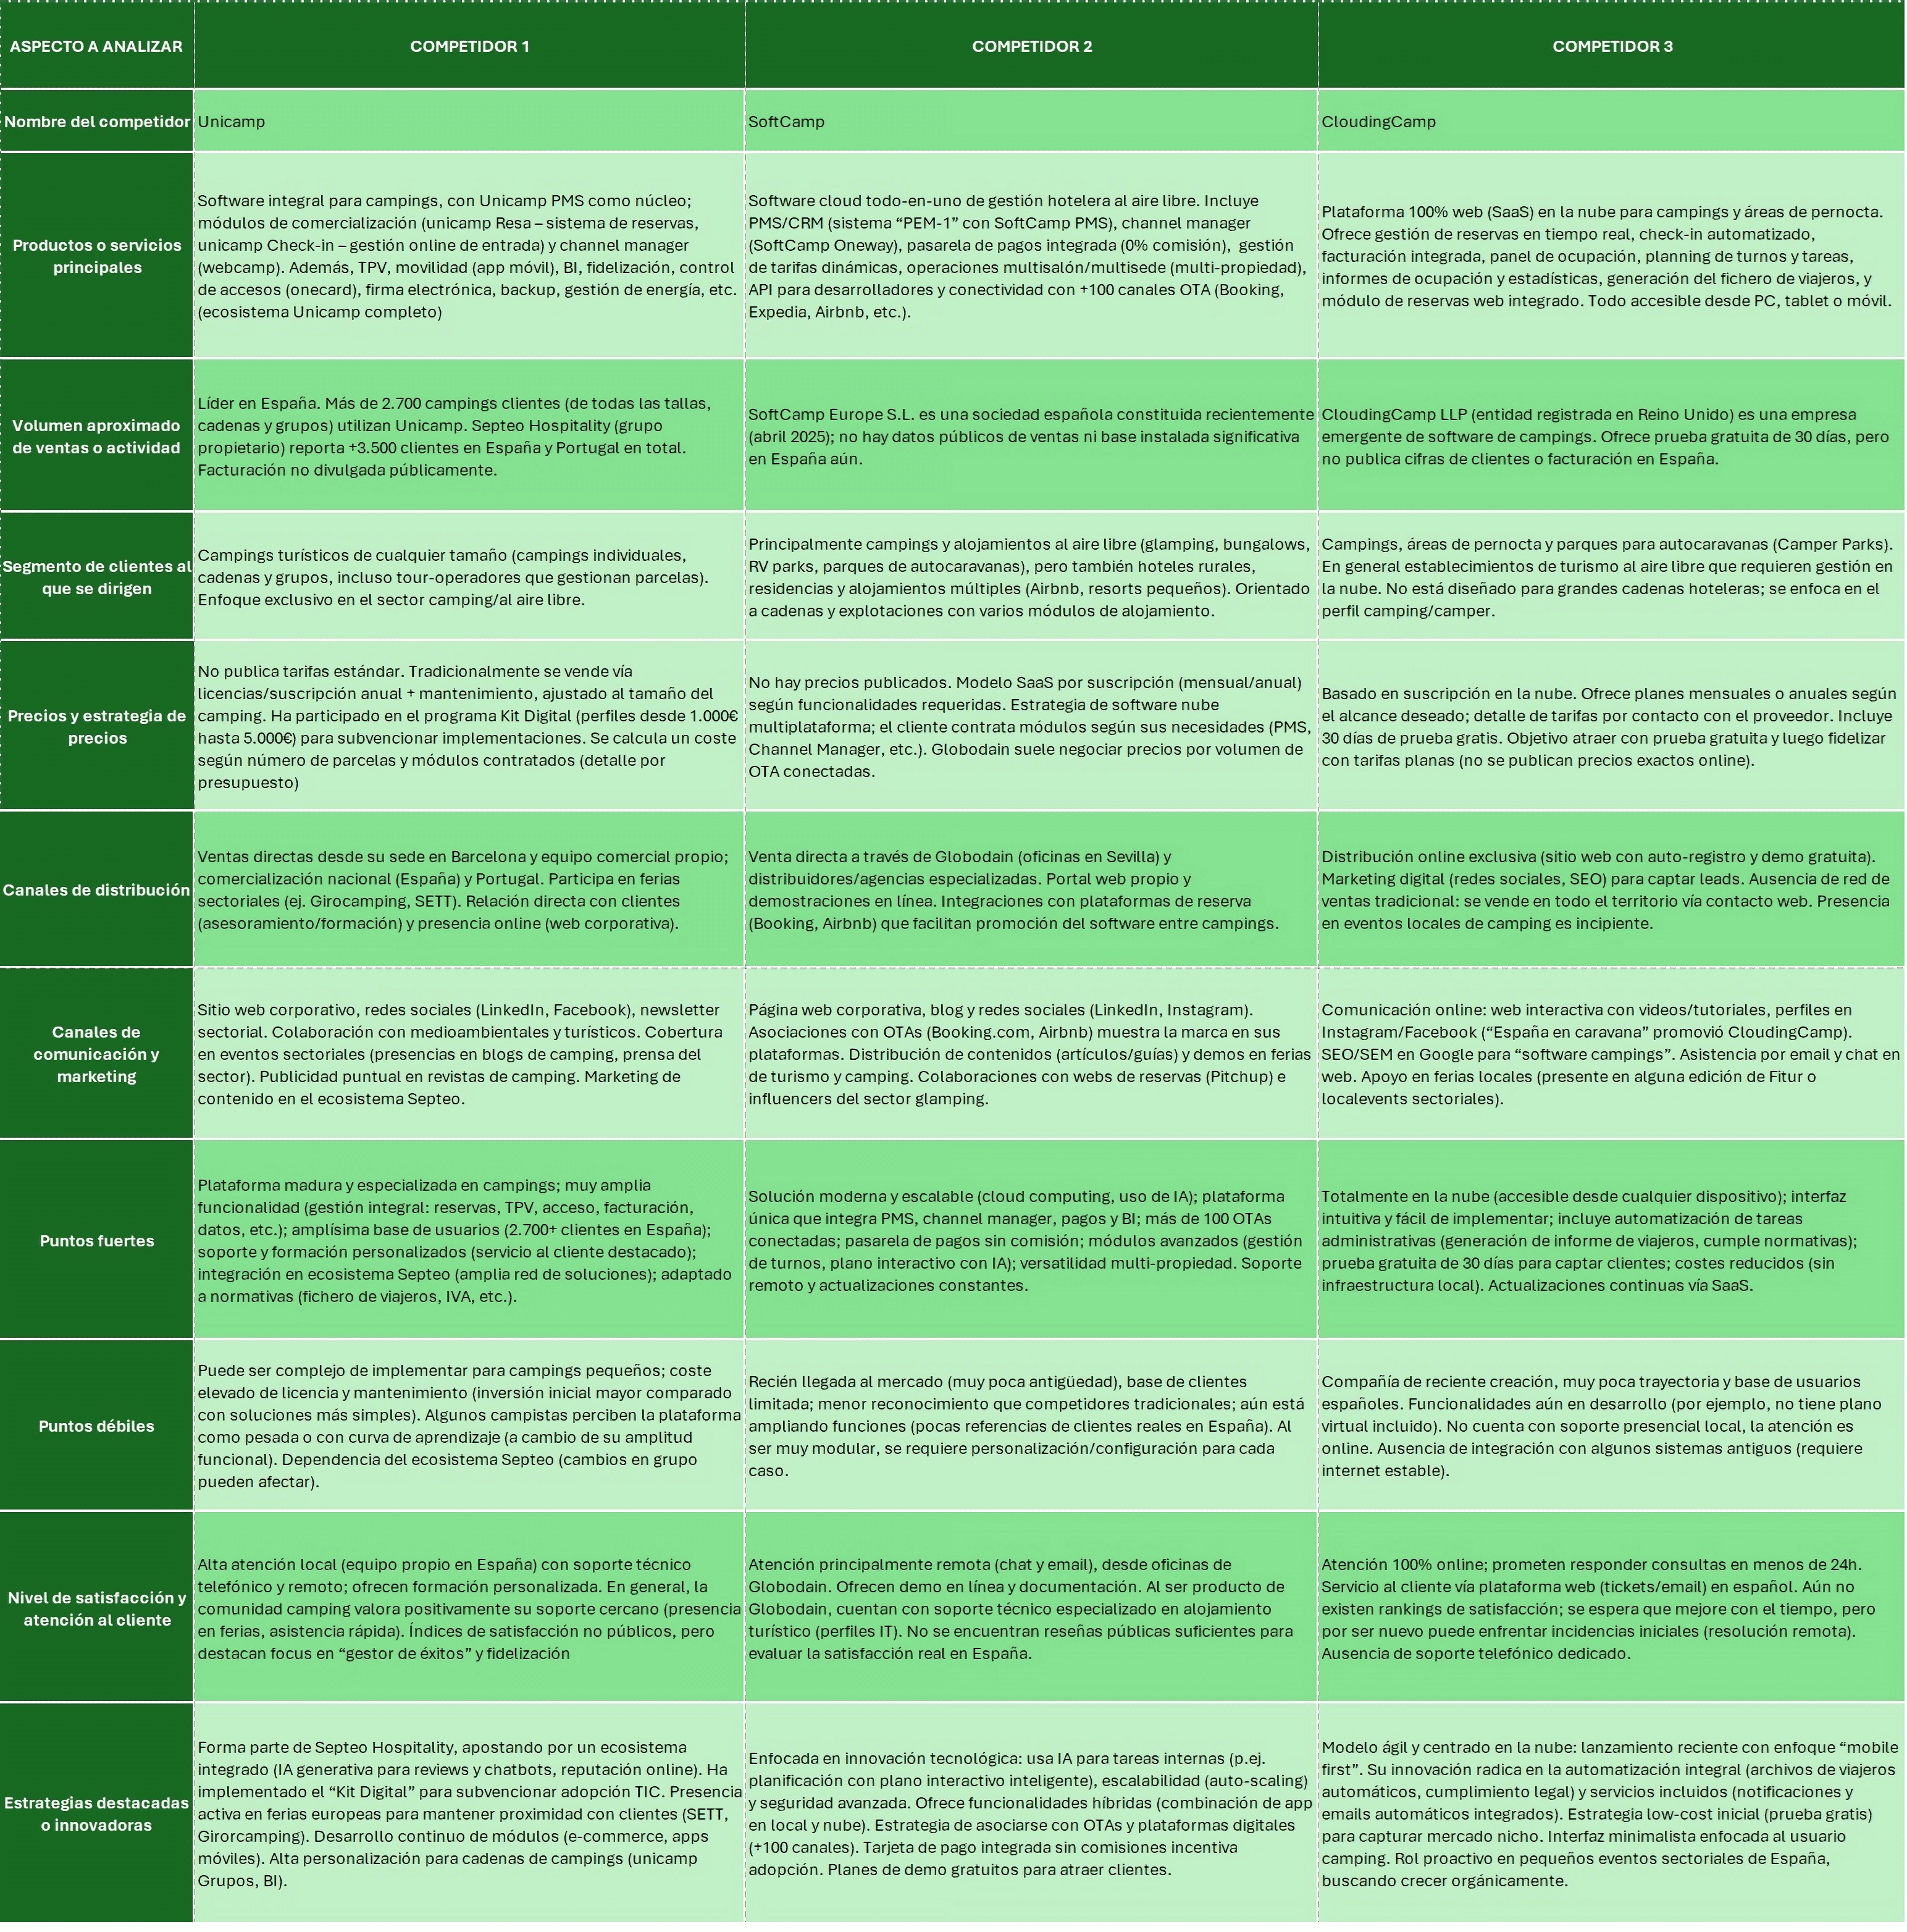 ASPECTO A ANALIZAR
COMPETIDOR 1
COMPETIDOR 2
COMPETIDOR 3
Nombre del competidor
Unicamp
SoftCamp
CloudingCamp
Productos o servicios
principales
Software integral para campings, con Unicamp PMS como núcleo;
módulos de comercialización (unicamp Resa – sistema de reservas,
unicamp Check-in – gestión online de entrada) y channel manager
(webcamp). Además, TPV, movilidad (app móvil), BI, fidelización, control
de accesos (onecard), firma electrónica, backup, gestión de energía, etc.
(ecosistema Unicamp completo)
Software cloud todo-en-uno de gestión hotelera al aire libre. Incluye
PMS/CRM (sistema “PEM-1” con SoftCamp PMS), channel manager
(SoftCamp Oneway), pasarela de pagos integrada (0% comisión),  gestión
de tarifas dinámicas, operaciones multisalón/multisede (multi-propiedad),
API para desarrolladores y conectividad con +100 canales OTA (Booking,
Expedia, Airbnb, etc.).
Plataforma 100% web (SaaS) en la nube para campings y áreas de pernocta.
Ofrece gestión de reservas en tiempo real, check-in automatizado,
facturación integrada, panel de ocupación, planning de turnos y tareas,
informes de ocupación y estadísticas, generación del fichero de viajeros, y
módulo de reservas web integrado. Todo accesible desde PC, tablet o móvil.
Volumen aproximado
de ventas o actividad
Líder en España. Más de 2.700 campings clientes (de todas las tallas,
cadenas y grupos) utilizan Unicamp. Septeo Hospitality (grupo
propietario) reporta +3.500 clientes en España y Portugal en total.
Facturación no divulgada públicamente.
SoftCamp Europe S.L. es una sociedad española constituida recientemente
(abril 2025); no hay datos públicos de ventas ni base instalada significativa
en España aún.
CloudingCamp LLP (entidad registrada en Reino Unido) es una empresa
emergente de software de campings. Ofrece prueba gratuita de 30 días, pero
no publica cifras de clientes o facturación en España.
Segmento de clientes al
que se dirigen
Campings turísticos de cualquier tamaño (campings individuales,
cadenas y grupos, incluso tour-operadores que gestionan parcelas).
Enfoque exclusivo en el sector camping/al aire libre.
Principalmente campings y alojamientos al aire libre (glamping, bungalows,
RV parks, parques de autocaravanas), pero también hoteles rurales,
residencias y alojamientos múltiples (Airbnb, resorts pequeños). Orientado
a cadenas y explotaciones con varios módulos de alojamiento.
Campings, áreas de pernocta y parques para autocaravanas (Camper Parks).
En general establecimientos de turismo al aire libre que requieren gestión en
la nube. No está diseñado para grandes cadenas hoteleras; se enfoca en el
perfil camping/camper.
Precios y estrategia de
precios
No publica tarifas estándar. Tradicionalmente se vende vía
licencias/suscripción anual + mantenimiento, ajustado al tamaño del
camping. Ha participado en el programa Kit Digital (perfiles desde 1.000€
hasta 5.000€) para subvencionar implementaciones. Se calcula un coste
según número de parcelas y módulos contratados (detalle por
presupuesto)
No hay precios publicados. Modelo SaaS por suscripción (mensual/anual)
según funcionalidades requeridas. Estrategia de software nube
multiplataforma; el cliente contrata módulos según sus necesidades (PMS,
Channel Manager, etc.). Globodain suele negociar precios por volumen de
OTA conectadas.
Basado en suscripción en la nube. Ofrece planes mensuales o anuales según
el alcance deseado; detalle de tarifas por contacto con el proveedor. Incluye
30 días de prueba gratis. Objetivo atraer con prueba gratuita y luego fidelizar
con tarifas planas (no se publican precios exactos online).
Canales de distribución
Ventas directas desde su sede en Barcelona y equipo comercial propio;
comercialización nacional (España) y Portugal. Participa en ferias
sectoriales (ej. Girocamping, SETT). Relación directa con clientes
(asesoramiento/formación) y presencia online (web corporativa).
Venta directa a través de Globodain (oficinas en Sevilla) y
distribuidores/agencias especializadas. Portal web propio y
demostraciones en línea. Integraciones con plataformas de reserva
(Booking, Airbnb) que facilitan promoción del software entre campings.
Distribución online exclusiva (sitio web con auto-registro y demo gratuita).
Marketing digital (redes sociales, SEO) para captar leads. Ausencia de red de
ventas tradicional: se vende en todo el territorio vía contacto web. Presencia
en eventos locales de camping es incipiente.
Canales de
comunicación y
marketing
Sitio web corporativo, redes sociales (LinkedIn, Facebook), newsletter
sectorial. Colaboración con medioambientales y turísticos. Cobertura
en eventos sectoriales (presencias en blogs de camping, prensa del
sector). Publicidad puntual en revistas de camping. Marketing de
contenido en el ecosistema Septeo.
Página web corporativa, blog y redes sociales (LinkedIn, Instagram).
Asociaciones con OTAs (Booking.com, Airbnb) muestra la marca en sus
plataformas. Distribución de contenidos (artículos/guías) y demos en ferias
de turismo y camping. Colaboraciones con webs de reservas (Pitchup) e
influencers del sector glamping.
Comunicación online: web interactiva con videos/tutoriales, perfiles en
Instagram/Facebook (“España en caravana” promovió CloudingCamp).
SEO/SEM en Google para “software campings”. Asistencia por email y chat en
web. Apoyo en ferias locales (presente en alguna edición de Fitur o
localevents sectoriales).
Puntos fuertes
Plataforma madura y especializada en campings; muy amplia
funcionalidad (gestión integral: reservas, TPV, acceso, facturación,
datos, etc.); amplísima base de usuarios (2.700+ clientes en España);
soporte y formación personalizados (servicio al cliente destacado);
integración en ecosistema Septeo (amplia red de soluciones); adaptado
a normativas (fichero de viajeros, IVA, etc.).
Solución moderna y escalable (cloud computing, uso de IA); plataforma
única que integra PMS, channel manager, pagos y BI; más de 100 OTAs
conectadas; pasarela de pagos sin comisión; módulos avanzados (gestión
de turnos, plano interactivo con IA); versatilidad multi-propiedad. Soporte
remoto y actualizaciones constantes.
Totalmente en la nube (accesible desde cualquier dispositivo); interfaz
intuitiva y fácil de implementar; incluye automatización de tareas
administrativas (generación de informe de viajeros, cumple normativas);
prueba gratuita de 30 días para captar clientes; costes reducidos (sin
infraestructura local). Actualizaciones continuas vía SaaS.
Puntos débiles
Puede ser complejo de implementar para campings pequeños; coste
elevado de licencia y mantenimiento (inversión inicial mayor comparado
con soluciones más simples). Algunos campistas perciben la plataforma
como pesada o con curva de aprendizaje (a cambio de su amplitud
funcional). Dependencia del ecosistema Septeo (cambios en grupo
pueden afectar).
Recién llegada al mercado (muy poca antigüedad), base de clientes
limitada; menor reconocimiento que competidores tradicionales; aún está
ampliando funciones (pocas referencias de clientes reales en España). Al
ser muy modular, se requiere personalización/configuración para cada
caso.
Compañía de reciente creación, muy poca trayectoria y base de usuarios
españoles. Funcionalidades aún en desarrollo (por ejemplo, no tiene plano
virtual incluido). No cuenta con soporte presencial local, la atención es
online. Ausencia de integración con algunos sistemas antiguos (requiere
internet estable).
Nivel de satisfacción y
atención al cliente
Alta atención local (equipo propio en España) con soporte técnico
telefónico y remoto; ofrecen formación personalizada. En general, la
comunidad camping valora positivamente su soporte cercano (presencia
en ferias, asistencia rápida). Índices de satisfacción no públicos, pero
destacan focus en “gestor de éxitos” y fidelización
Atención principalmente remota (chat y email), desde oficinas de
Globodain. Ofrecen demo en línea y documentación. Al ser producto de
Globodain, cuentan con soporte técnico especializado en alojamiento
turístico (perfiles IT). No se encuentran reseñas públicas suficientes para
evaluar la satisfacción real en España.
Atención 100% online; prometen responder consultas en menos de 24h.
Servicio al cliente vía plataforma web (tickets/email) en español. Aún no
existen rankings de satisfacción; se espera que mejore con el tiempo, pero
por ser nuevo puede enfrentar incidencias iniciales (resolución remota).
Ausencia de soporte telefónico dedicado.
Estrategias destacadas
o innovadoras
Forma parte de Septeo Hospitality, apostando por un ecosistema
integrado (IA generativa para reviews y chatbots, reputación online). Ha
implementado el “Kit Digital” para subvencionar adopción TIC. Presencia
activa en ferias europeas para mantener proximidad con clientes (SETT,
Girorcamping). Desarrollo continuo de módulos (e-commerce, apps
móviles). Alta personalización para cadenas de campings (unicamp
Grupos, BI).
Enfocada en innovación tecnológica: usa IA para tareas internas (p.ej.
planificación con plano interactivo inteligente), escalabilidad (auto-scaling)
y seguridad avanzada. Ofrece funcionalidades híbridas (combinación de app
en local y nube). Estrategia de asociarse con OTAs y plataformas digitales
(+100 canales). Tarjeta de pago integrada sin comisiones incentiva
adopción. Planes de demo gratuitos para atraer clientes.
Modelo ágil y centrado en la nube: lanzamiento reciente con enfoque “mobile
first”. Su innovación radica en la automatización integral (archivos de viajeros
automáticos, cumplimiento legal) y servicios incluidos (notificaciones y
emails automáticos integrados). Estrategia low-cost inicial (prueba gratis)
para capturar mercado nicho. Interfaz minimalista enfocada al usuario
camping. Rol proactivo en pequeños eventos sectoriales de España,
buscando crecer orgánicamente.